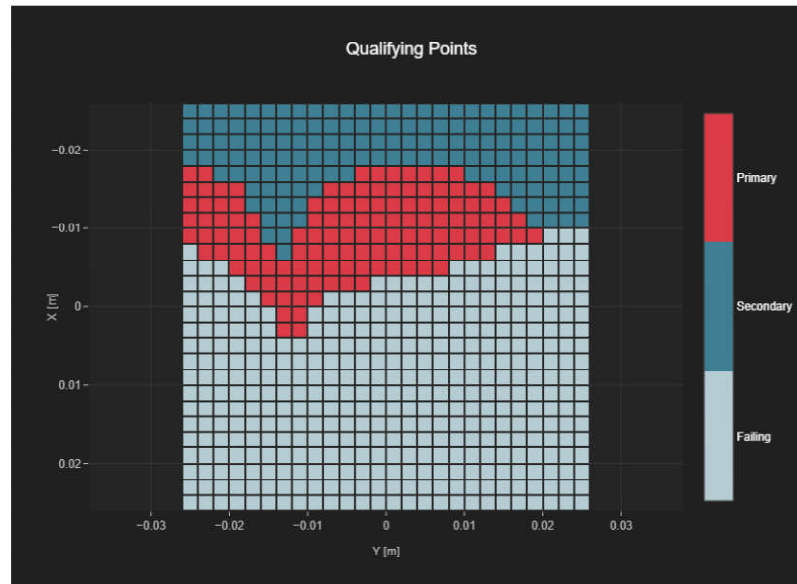 Qualifying Points
−0.02
−0.01
0
0.01
0.02
X [m]
−0.03
−0.02
−0.01
0
0.01
0.02
0.03
Y [m]
Primary
Secondary
Failing